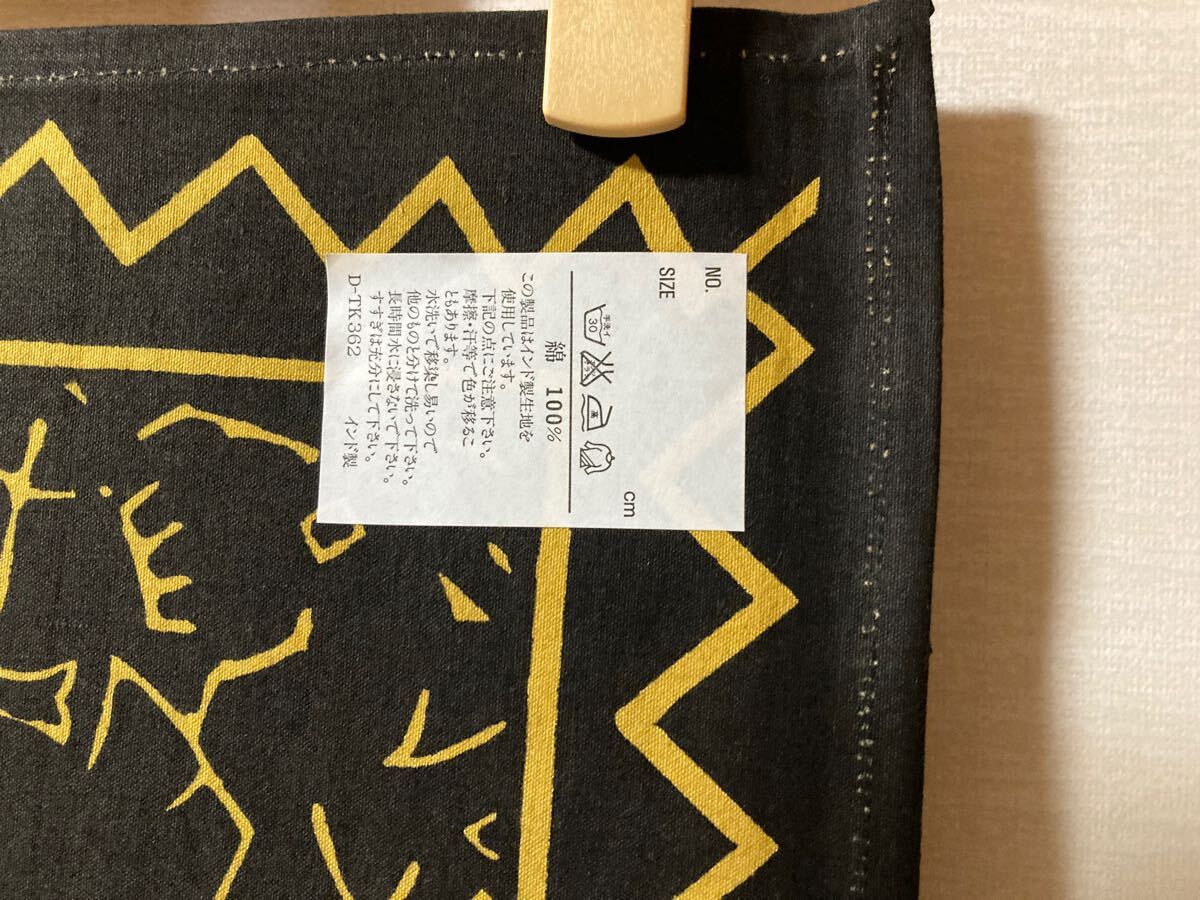 NO.
SIZE
cm
手洗イ
30
綿 100%
この製品はインド製生地を
使用しています。
下記の点にご注意下さい。
摩擦・汗等で色が移るこ
ともあります。
水洗いで移染し易いので
他のものと分けて洗って下さい。
長時間水に浸さないで下さい。
すすぎは充分にして下さい。
D-TK362 インド製